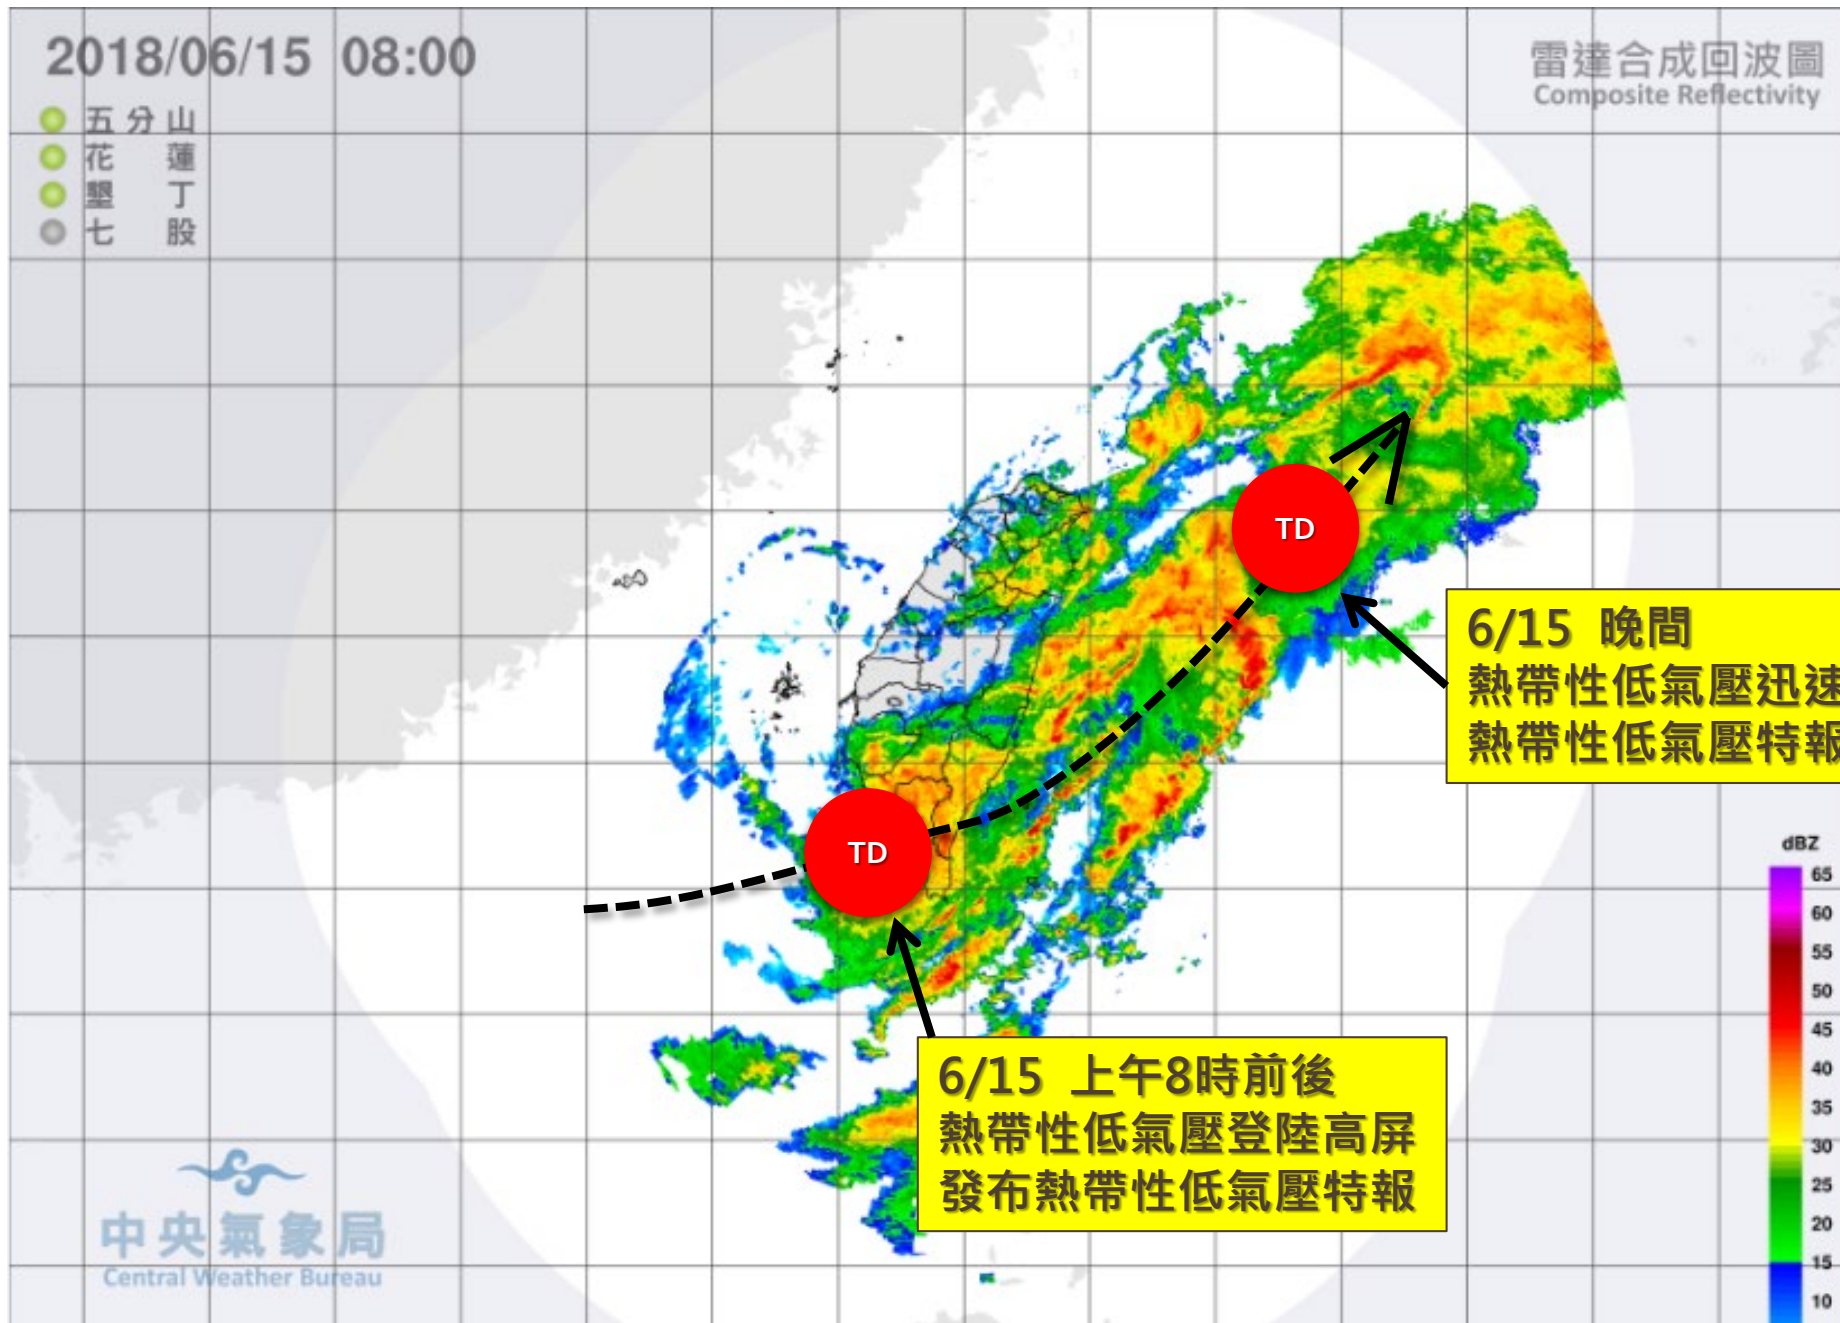 2018/06/15 08:00
雷達合成回波圖
Composite Reflectivity
五分山
花蓮
墾丁
七股
TD
6/15 晚間
熱帶性低氣壓迅速
熱帶性低氣壓特報
TD
6/15 上午8時前後
熱帶性低氣壓登陸高屏
發布熱帶性低氣壓特報
dBZ
65
60
55
50
45
40
35
30
25
20
15
10
中央氣象局
Central Weather Bureau